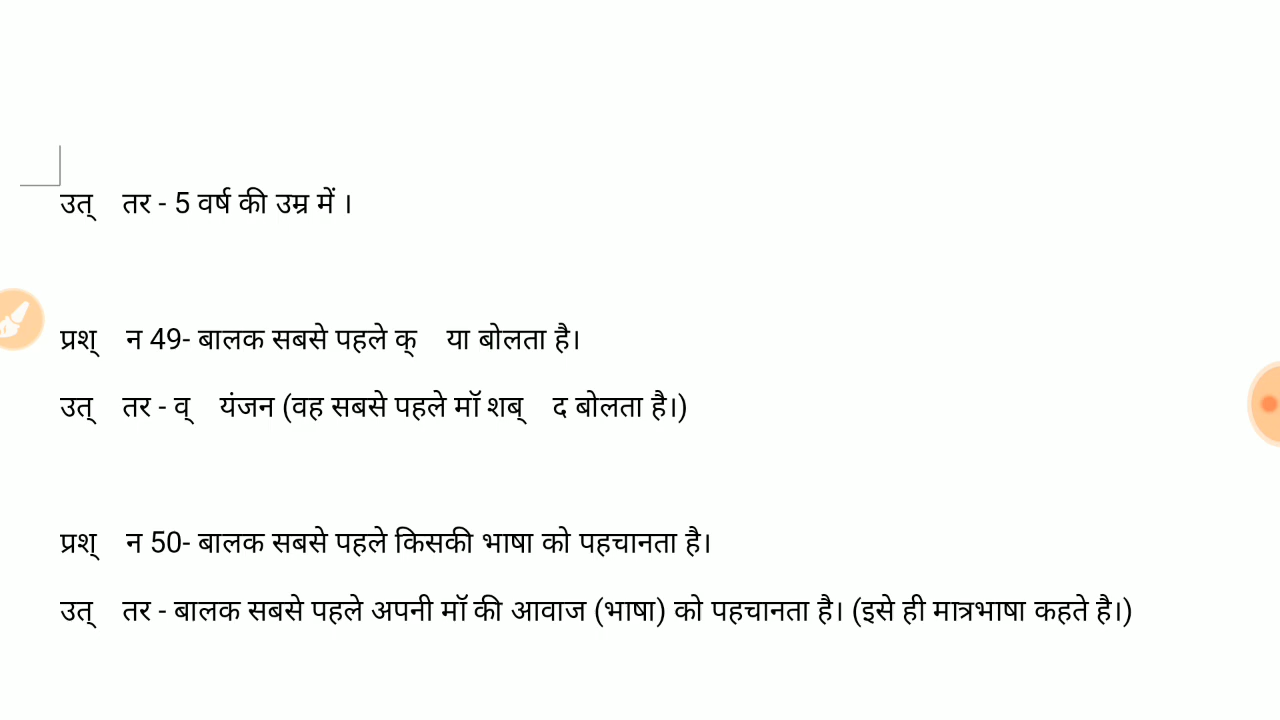 उत्‍ तर - 5 वर्ष की उम्र में ।
प्रश्‍ न 49- बालक सबसे पहले क्‍ या बोलता है।
उत्‍ तर - व्‍ यंजन (वह सबसे पहले मॉ शब्‍ द बोलता है।)
प्रश्‍ न 50- बालक सबसे पहले किसकी भाषा को पहचानता है।
उत्‍ तर - बालक सबसे पहले अपनी मॉ की आवाज (भाषा) को पहचानता है। (इसे ही मात्रभाषा कहते है।)